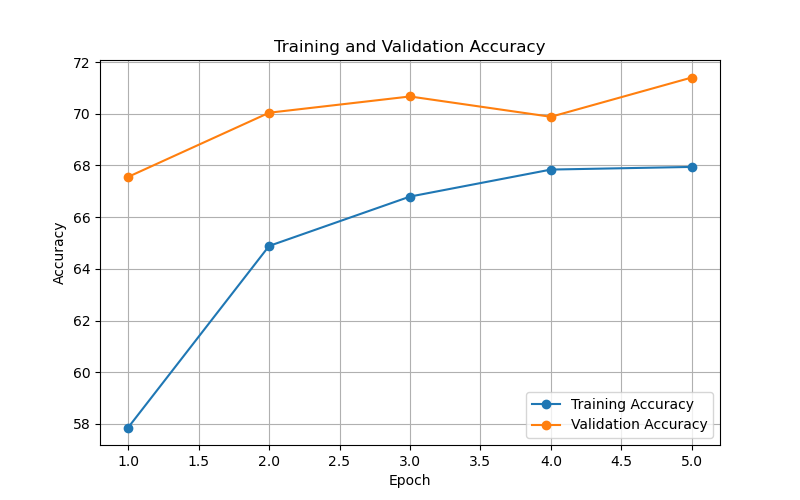 Training and Validation Accuracy
72
70
68
66
64
62
60
58
Accuracy
Training Accuracy
Validation Accuracy
1.0 1.5 2.0 2.5 3.0 3.5 4.0 4.5 5.0
Epoch